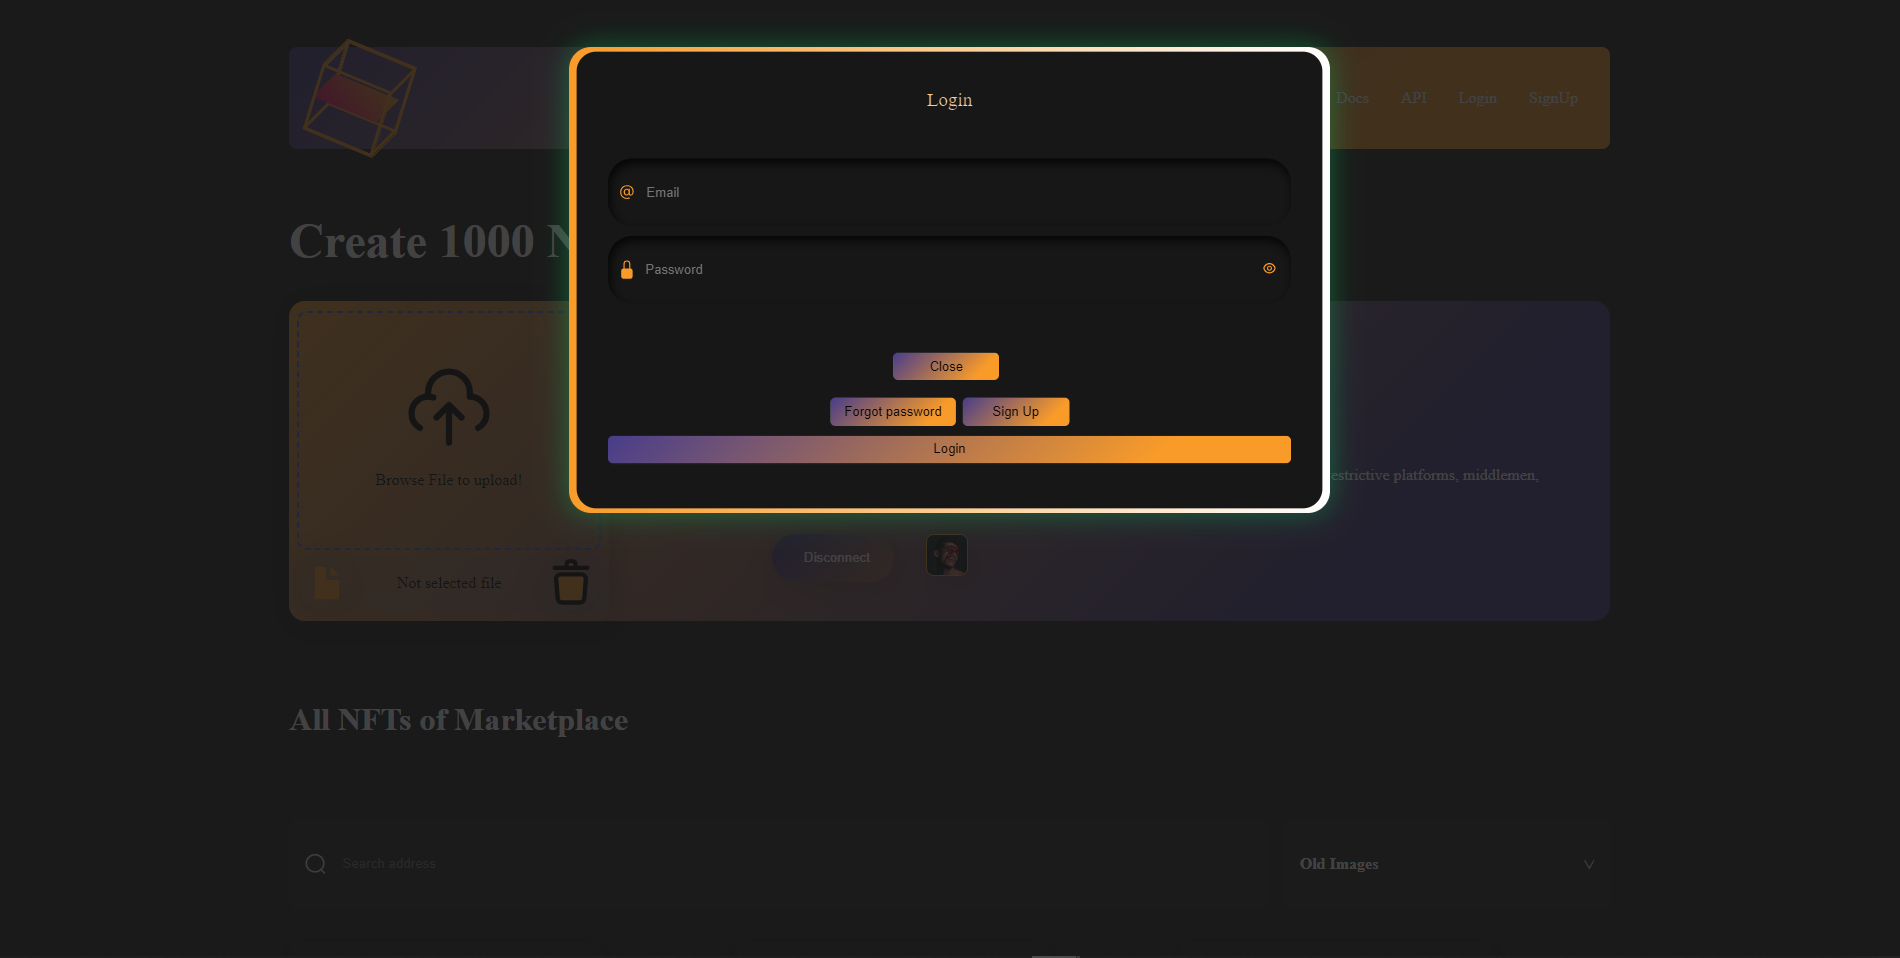 Docs API Login SignUp
Create 1000 N
Login
@ Email
Password
Close
Forgot password Sign Up
Login
Browse File to upload!
estrictive platforms, middlemen,
Disconnect
Not selected file
All NFTs of Marketplace
Search address
Old Images